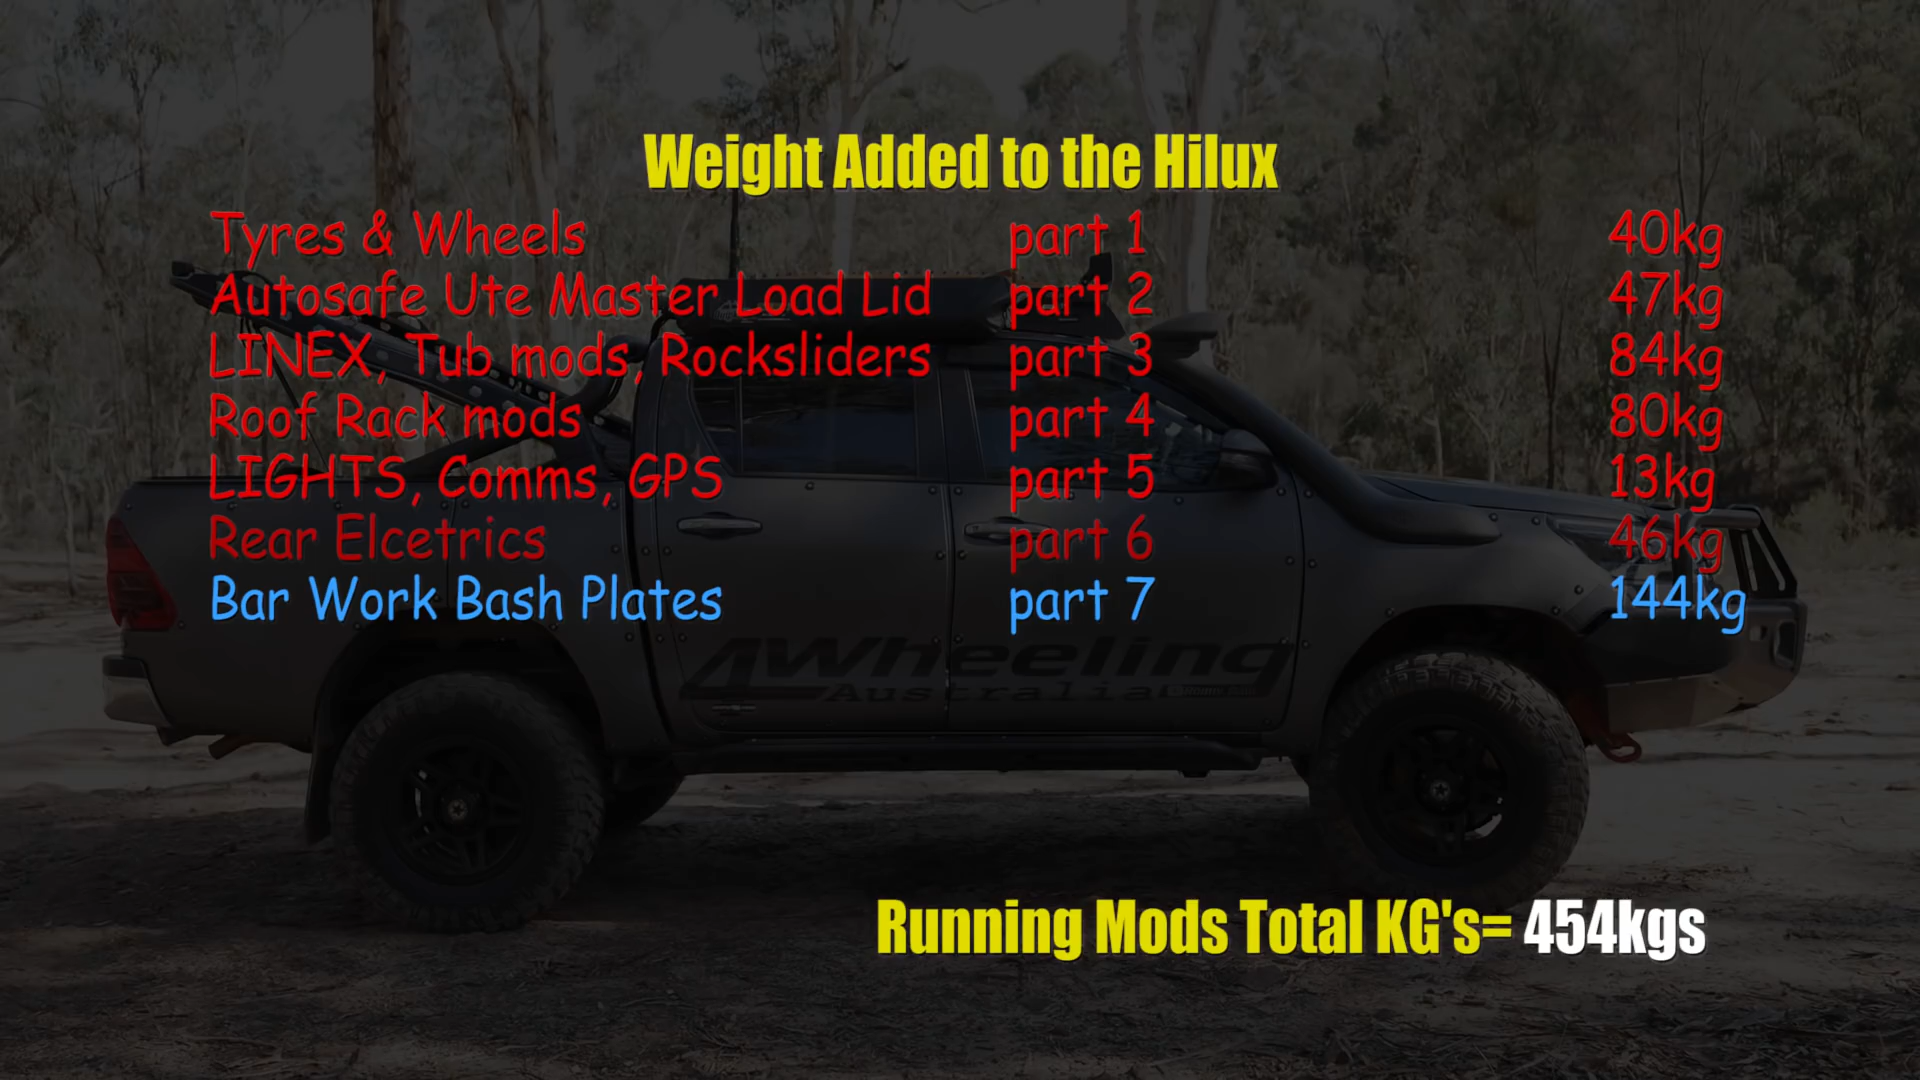 Weight Added to the Hilux
Tyres & Wheels part 1 40kg
Autosafe Ute Master Load Lid part 2 47kg
LINEX, Tub mods, Rocksliders part 3 84kg
Roof Rack mods part 4 80kg
LIGHTS, Comms, GPS part 5 13kg
Rear Elcetrics part 6 46kg
Bar Work Bash Plates part 7 144kg
4Wheeling
Australia
Running Mods Total KG's= 454kgs